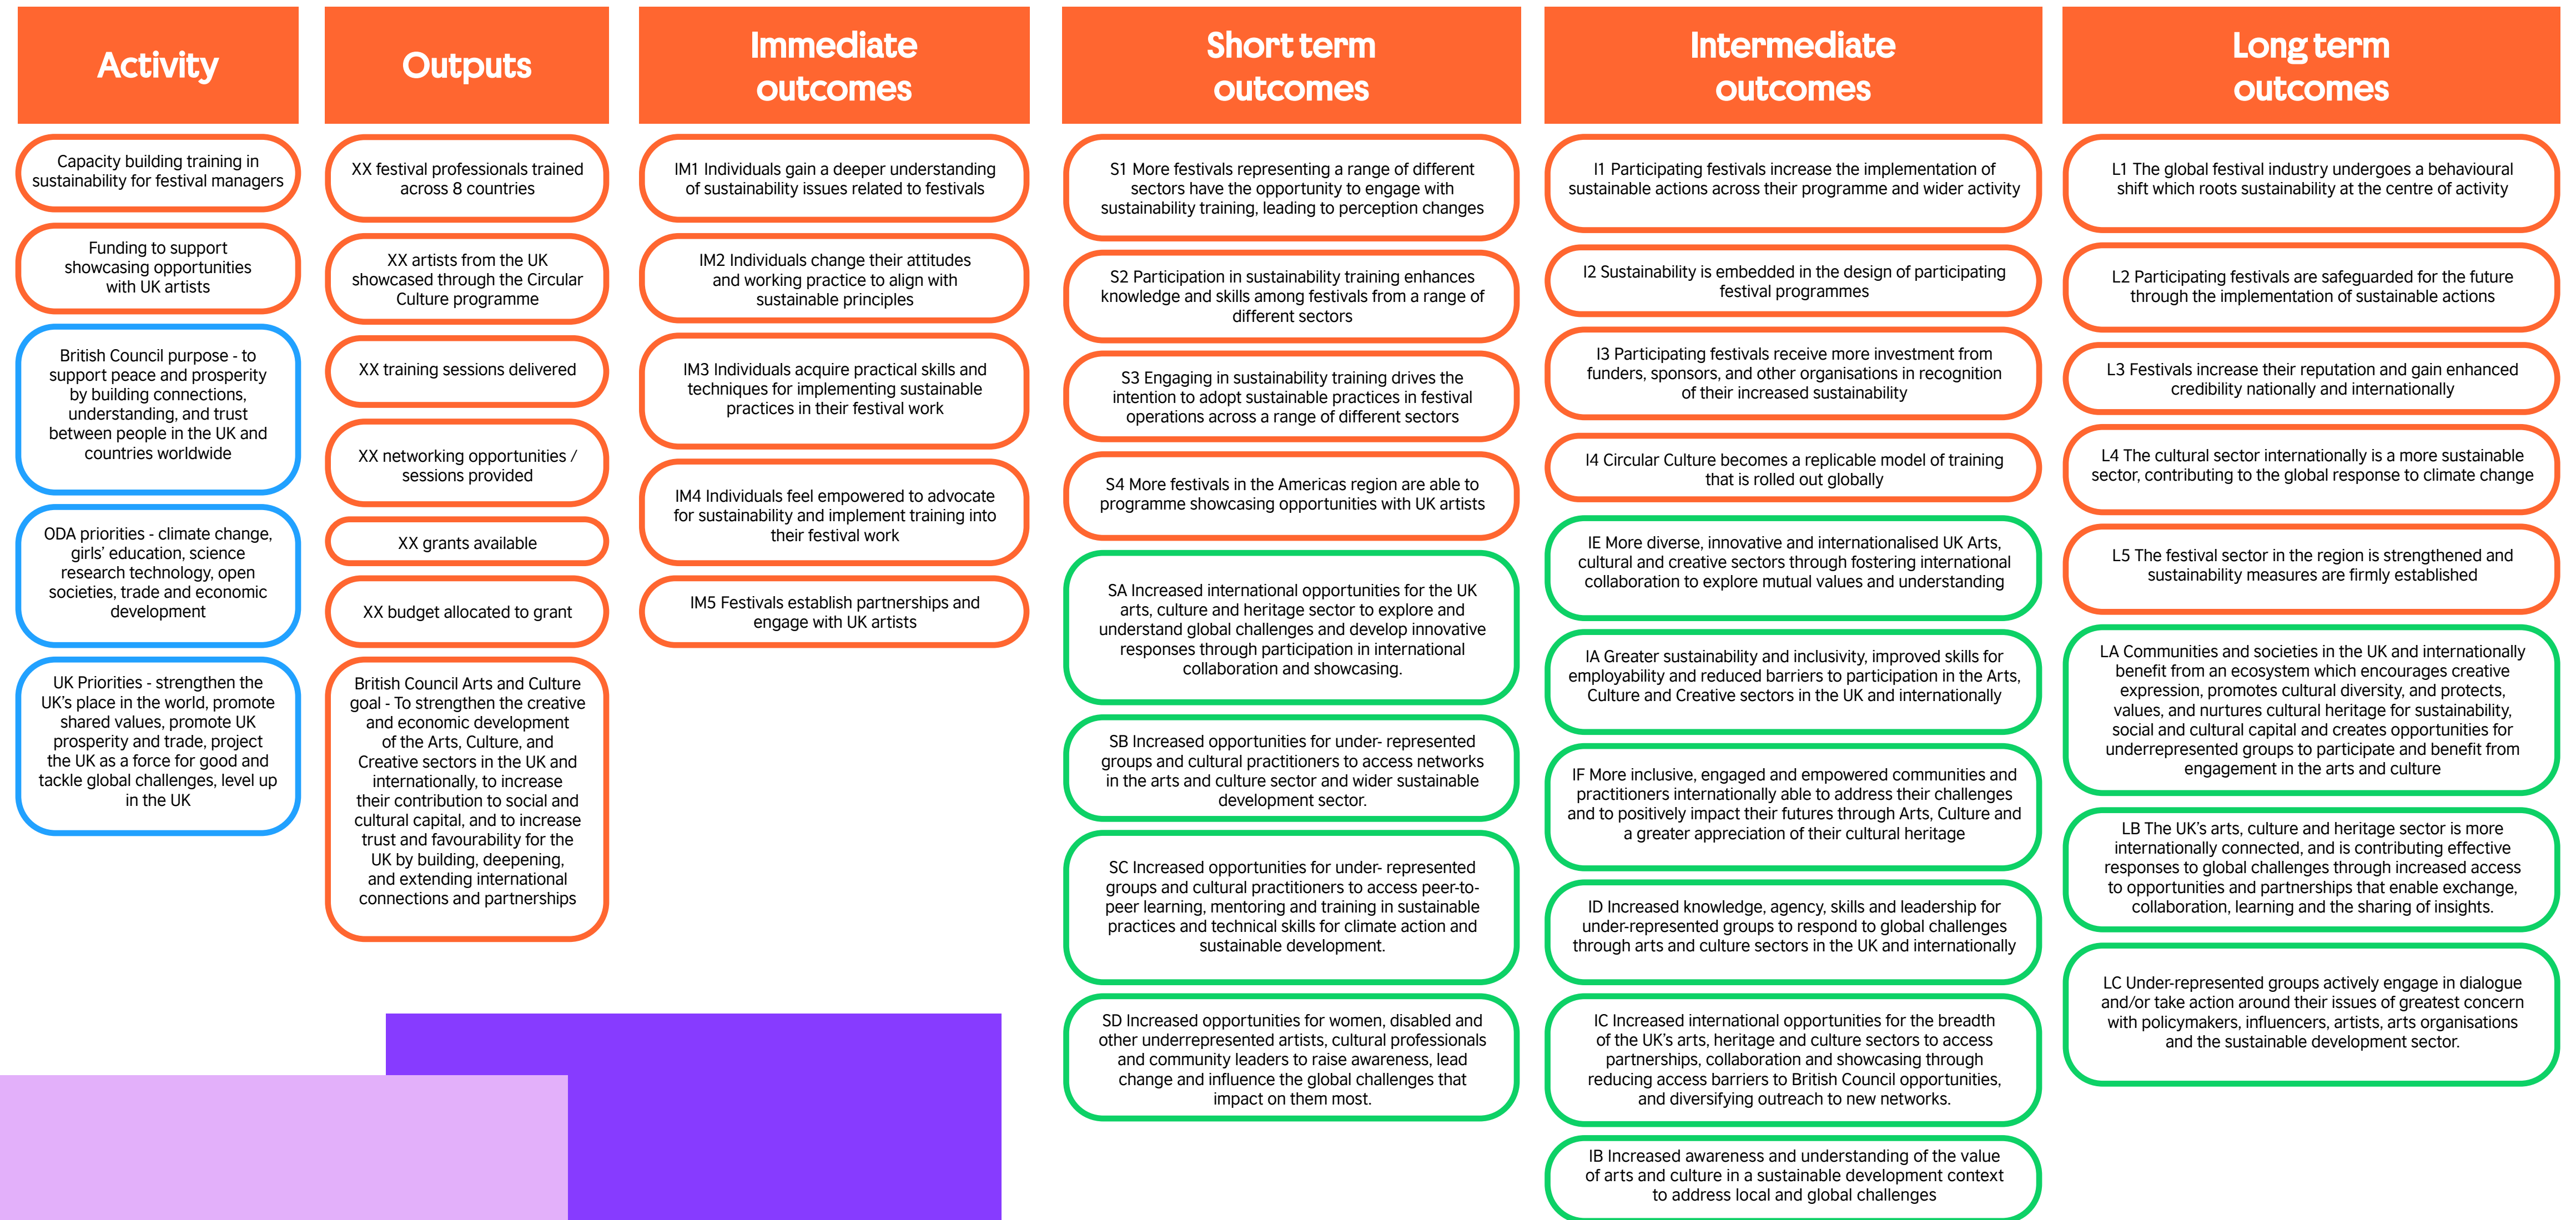 Activity
Capacity building training in
sustainability for festival managers
Funding to support
showcasing opportunities
with UK artists
British Council purpose - to
support peace and prosperity
by building connections,
understanding, and trust
between people in the UK and
countries worldwide
ODA priorities - climate change,
girls’ education, science
research technology, open
societies, trade and economic
development
UK Priorities - strengthen the
UK’s place in the world, promote
shared values, promote UK
prosperity and trade, project
the UK as a force for good and
tackle global challenges, level up
in the UK
Outputs
XX festival professionals trained
across 8 countries
XX artists from the UK
showcased through the Circular
Culture programme
XX training sessions delivered
XX networking opportunities /
sessions provided
XX grants available
XX budget allocated to grant
British Council Arts and Culture
goal - To strengthen the creative
and economic development
of the Arts, Culture, and
Creative sectors in the UK and
internationally, to increase
their contribution to social and
cultural capital, and to increase
trust and favourability for the
UK by building, deepening,
and extending international
connections and partnerships
Immediate
outcomes
IM1 Individuals gain a deeper understanding
of sustainability issues related to festivals
IM2 Individuals change their attitudes
and working practice to align with
sustainable principles
IM3 Individuals acquire practical skills and
techniques for implementing sustainable
practices in their festival work
IM4 Individuals feel empowered to advocate
for sustainability and implement training into
their festival work
IM5 Festivals establish partnerships and
engage with UK artists
Short term
outcomes
S1 More festivals representing a range of different
sectors have the opportunity to engage with
sustainability training, leading to perception changes
S2 Participation in sustainability training enhances
knowledge and skills among festivals from a range of
different sectors
S3 Engaging in sustainability training drives the
intention to adopt sustainable practices in festival
operations across a range of different sectors
S4 More festivals in the Americas region are able to
programme showcasing opportunities with UK artists
SA Increased international opportunities for the UK
arts, culture and heritage sector to explore and
understand global challenges and develop innovative
responses through participation in international
collaboration and showcasing.
SB Increased opportunities for under- represented
groups and cultural practitioners to access networks
in the arts and culture sector and wider sustainable
development sector.
SC Increased opportunities for under- represented
groups and cultural practitioners to access peer-to-
peer learning, mentoring and training in sustainable
practices and technical skills for climate action and
sustainable development.
SD Increased opportunities for women, disabled and
other underrepresented artists, cultural professionals
and community leaders to raise awareness, lead
change and influence the global challenges that
impact on them most.
Intermediate
outcomes
I1 Participating festivals increase the implementation of
sustainable actions across their programme and wider activity
I2 Sustainability is embedded in the design of participating
festival programmes
I3 Participating festivals receive more investment from
funders, sponsors, and other organisations in recognition
of their increased sustainability
I4 Circular Culture becomes a replicable model of training
that is rolled out globally
IE More diverse, innovative and internationalised UK Arts,
cultural and creative sectors through fostering international
collaboration to explore mutual values and understanding
IA Greater sustainability and inclusivity, improved skills for
employability and reduced barriers to participation in the Arts,
Culture and Creative sectors in the UK and internationally
IF More inclusive, engaged and empowered communities and
practitioners internationally able to address their challenges
and to positively impact their futures through Arts, Culture and
a greater appreciation of their cultural heritage
ID Increased knowledge, agency, skills and leadership for
under-represented groups to respond to global challenges
through arts and culture sectors in the UK and internationally
IC Increased international opportunities for the breadth
of the UK’s arts, heritage and culture sectors to access
partnerships, collaboration and showcasing through
reducing access barriers to British Council opportunities,
and diversifying outreach to new networks.
IB Increased awareness and understanding of the value
of arts and culture in a sustainable development context
to address local and global challenges
Long term
outcomes
L1 The global festival industry undergoes a behavioural
shift which roots sustainability at the centre of activity
L2 Participating festivals are safeguarded for the future
through the implementation of sustainable actions
L3 Festivals increase their reputation and gain enhanced
credibility nationally and internationally
L4 The cultural sector internationally is a more sustainable
sector, contributing to the global response to climate change
L5 The festival sector in the region is strengthened and
sustainability measures are firmly established
LA Communities and societies in the UK and internationally
benefit from an ecosystem which encourages creative
expression, promotes cultural diversity, and protects,
values, and nurtures cultural heritage for sustainability,
social and cultural capital and creates opportunities for
underrepresented groups to participate and benefit from
engagement in the arts and culture
LB The UK’s arts, culture and heritage sector is more
internationally connected, and is contributing effective
responses to global challenges through increased access
to opportunities and partnerships that enable exchange,
collaboration, learning and the sharing of insights.
LC Under-represented groups actively engage in dialogue
and/or take action around their issues of greatest concern
with policymakers, influencers, artists, arts organisations
and the sustainable development sector.